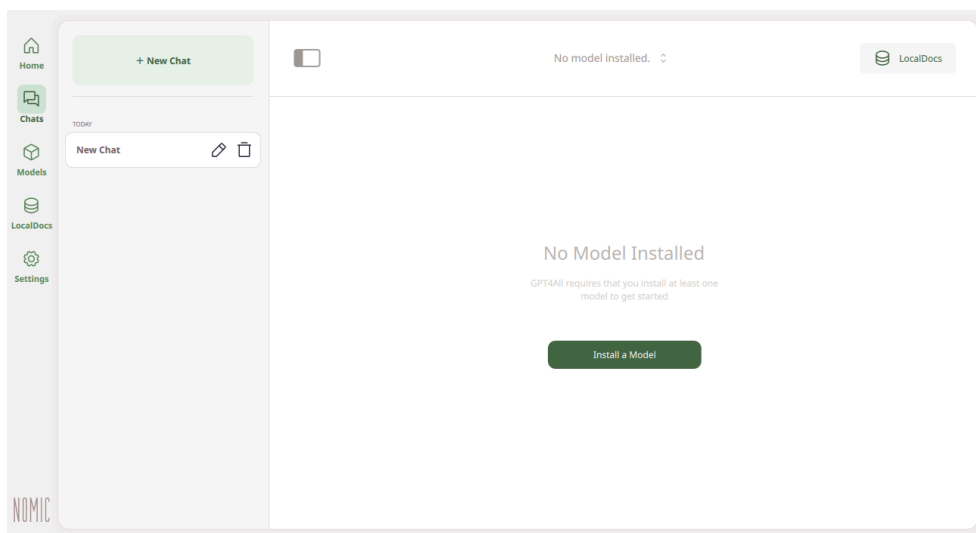 Home
Chats
Models
LocalDocs
Settings
NOMIC
+ New Chat
TODAY
New Chat
No model installed.
LocalDocs
No Model Installed
GPT4All requires that you install at least one
model to get started
Install a Model